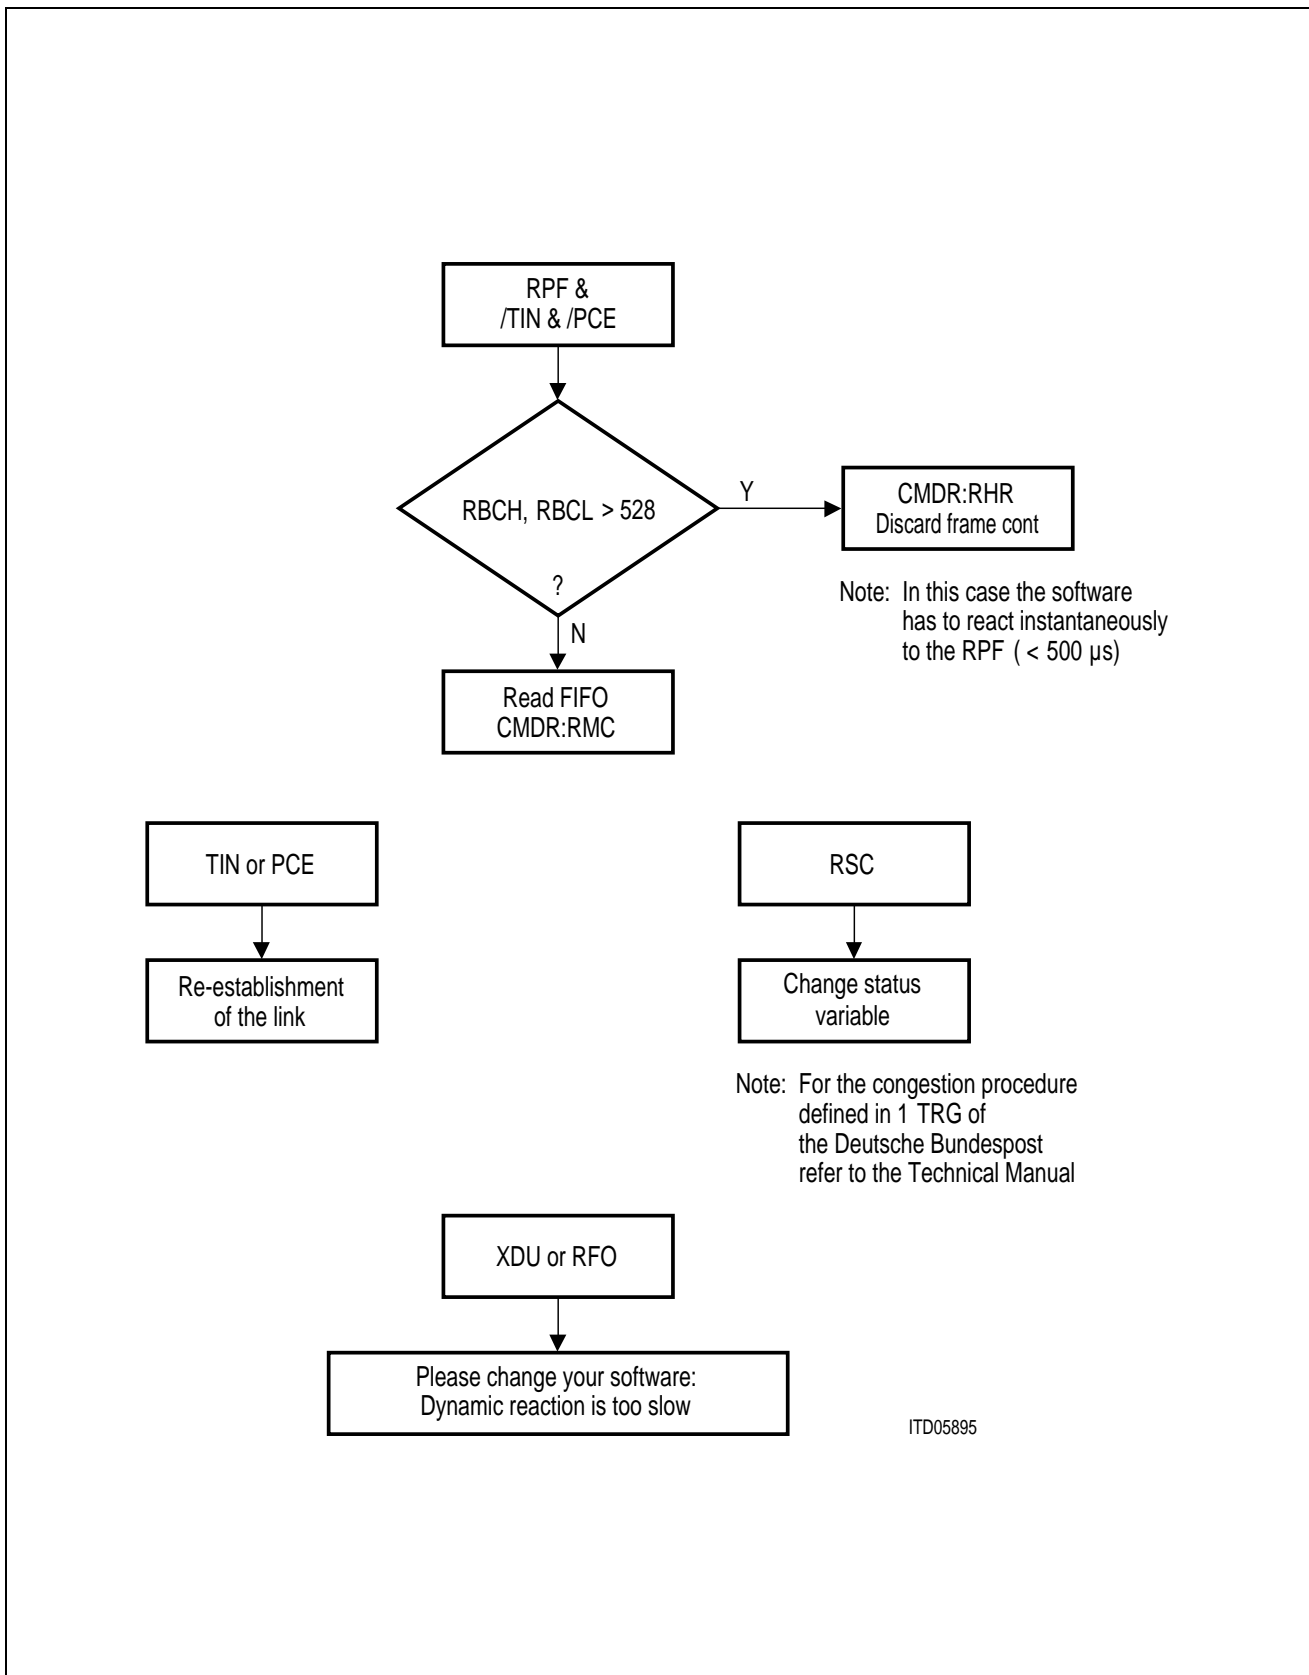 RPF &
/TIN & /PCE
RBCH, RBCL > 528
?
Y
CMDR:RHR
Discard frame cont
Note: In this case the software
has to react instantaneously
to the RPF ( < 500 µs)
N
Read FIFO
CMDR:RMC
TIN or PCE
Re-establishment
of the link
RSC
Change status
variable
Note: For the congestion procedure
defined in 1 TRG of
the Deutsche Bundespost
refer to the Technical Manual
XDU or RFO
Please change your software:
Dynamic reaction is too slow
ITD05895